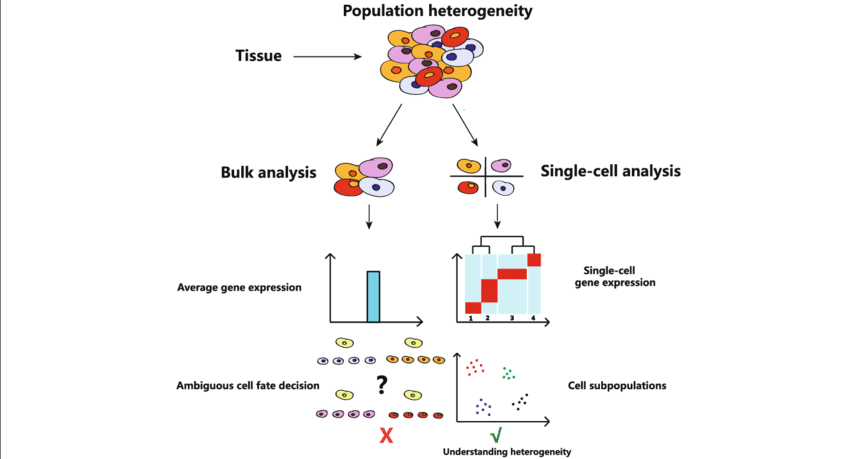 Population heterogeneity
Tissue
Bulk analysis
Single-cell analysis
Average gene expression
1 2 3 4
Single-cell
gene expression
Ambiguous cell fate decision
?
Cell subpopulations
X
√
Understanding heterogeneity